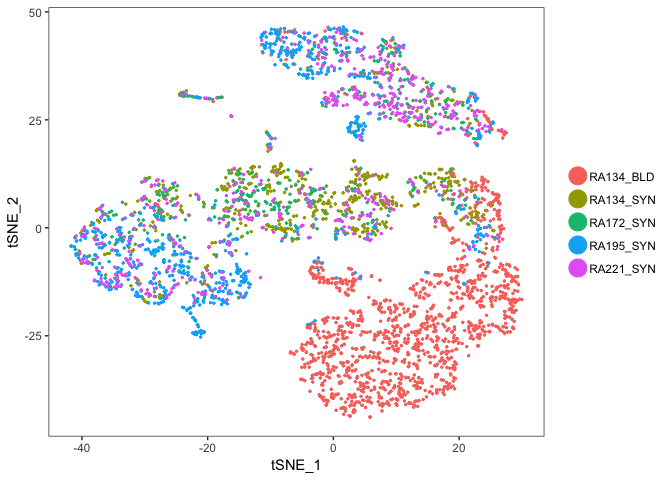 50
25
0
-25
tSNE_2
-40
-20
0
20
tSNE_1
RA134_BLD
RA134_SYN
RA172_SYN
RA195_SYN
RA221_SYN